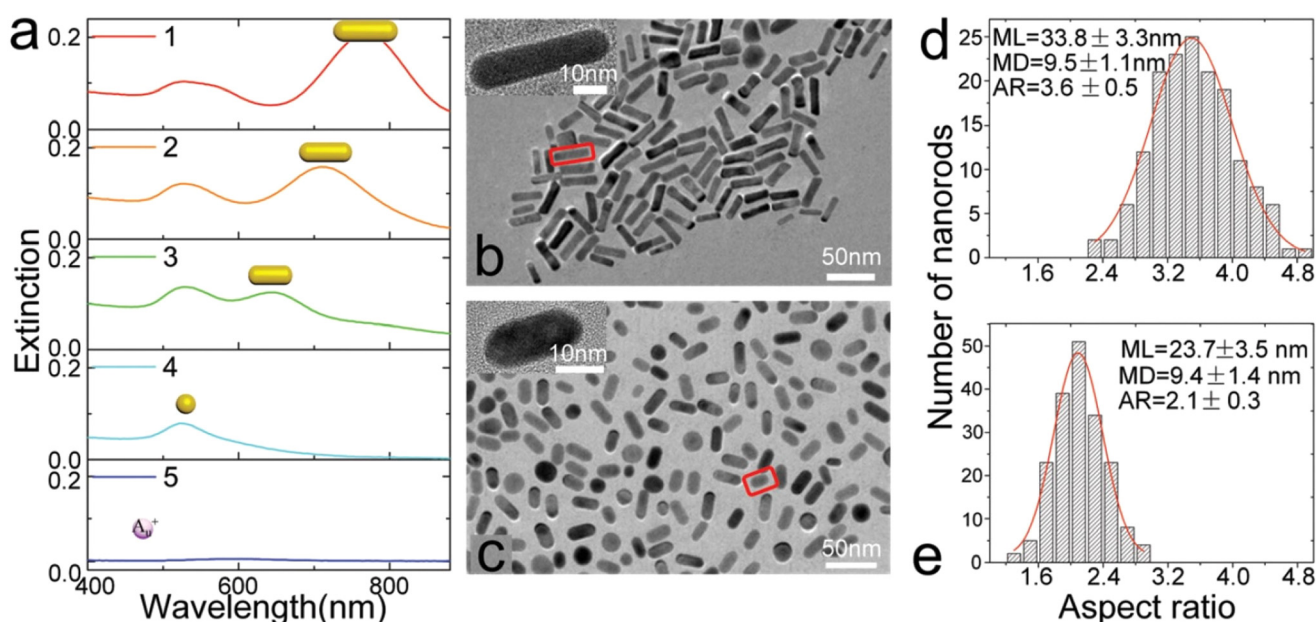 a
0.2
1
0.0
0.2
2
0.0
0.2
3
0.0
0.2
4
0.0
0.2
5
Au+
0.0
400 600 800
Wavelength(nm)
Extinction
10nm
b
50nm
10nm
c
50nm
d
ML=33.8 ± 3.3nm
MD=9.5±1.1nm
AR=3.6 ± 0.5
25
20
15
10
5
0
1.6 2.4 3.2 4.0 4.8
Number of nanorods
ML=23.7±3.5 nm
MD=9.4±1.4 nm
AR=2.1± 0.3
50
40
30
20
10
0
e
1.6 2.4 3.2 4.0 4.8
Aspect ratio